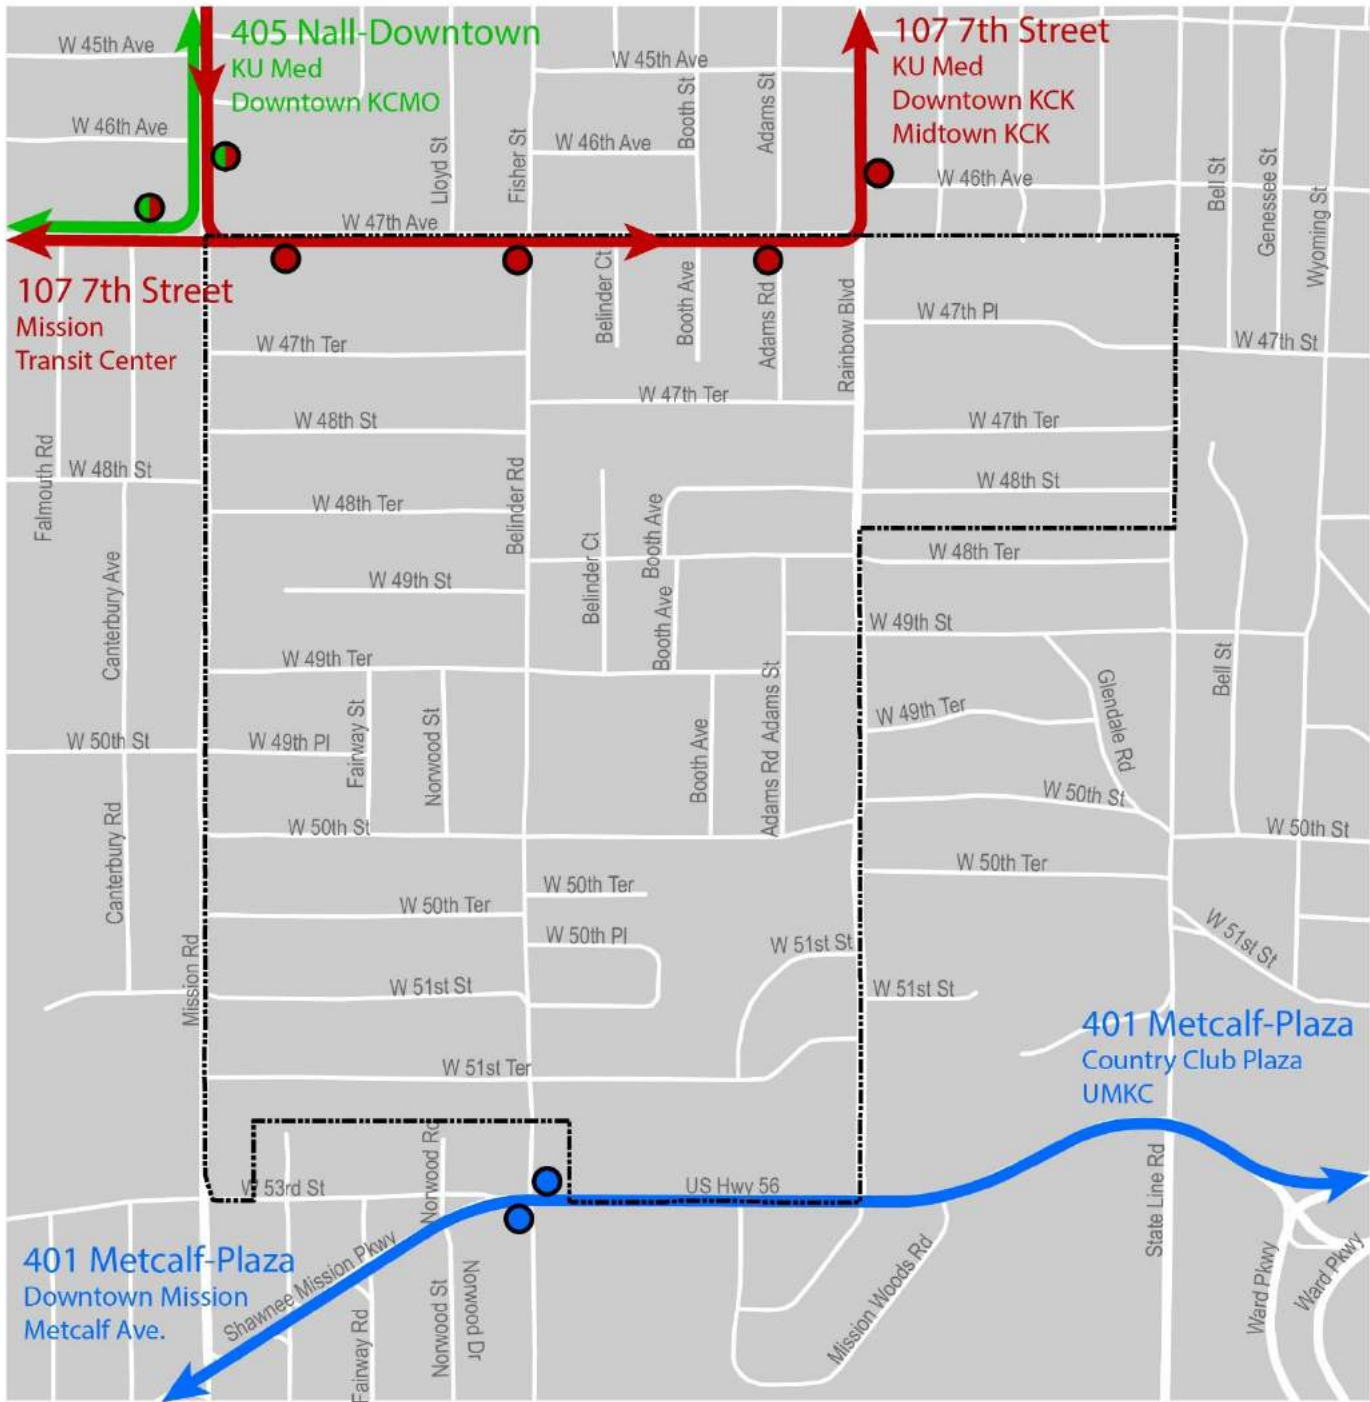 405 Nall-Downtown
KU Med
Downtown KCMO
107 7th Street
KU Med
Downtown KCK
Midtown KCK
W 45th Ave
W 45th Ave
W 46th Ave
W 46th Ave
W 46th Ave
Lloyd St
Fisher St
Booth St
Adams St
Bell St
Genessee St
Wyoming St
W 47th Ave
107 7th Street
Mission
Transit Center
Belinder Ct
Booth Ave
Adams Rd
Rainbow Blvd
W 47th Pl
W 47th St
W 47th Ter
W 47th Ter
W 47th Ter
W 48th St
W 48th St
W 48th St
Falmouth Rd
W 48th Ter
Belinder Rd
Belinder Ct
Booth Ave
W 48th Ter
Canterbury Ave
W 49th St
Booth Ave
W 49th St
W 49th Ter
Adams St
Bell St
Glendale Rd
W 49th Ter
W 50th St
W 49th Pl
Fairway St
Norwood St
Booth Ave
Adams Rd
W 50th St
W 50th St
W 50th St
Canterbury Rd
W 50th Ter
W 50th Ter
W 50th Ter
W 50th Pl
W 51st St
W 51st St
Mission Rd
W 51st St
W 51st St
401 Metcalf-Plaza
Country Club Plaza
UMKC
W 51st Ter
Norwood Rd
W 53rd St
US Hwy 56
State Line Rd
401 Metcalf-Plaza
Downtown Mission
Metcalf Ave.
Shawnee Mission Pkwy
Fairway Rd
Norwood St
Norwood Dr
Mission Woods Rd
Ward Pkwy
Ward Pkwy